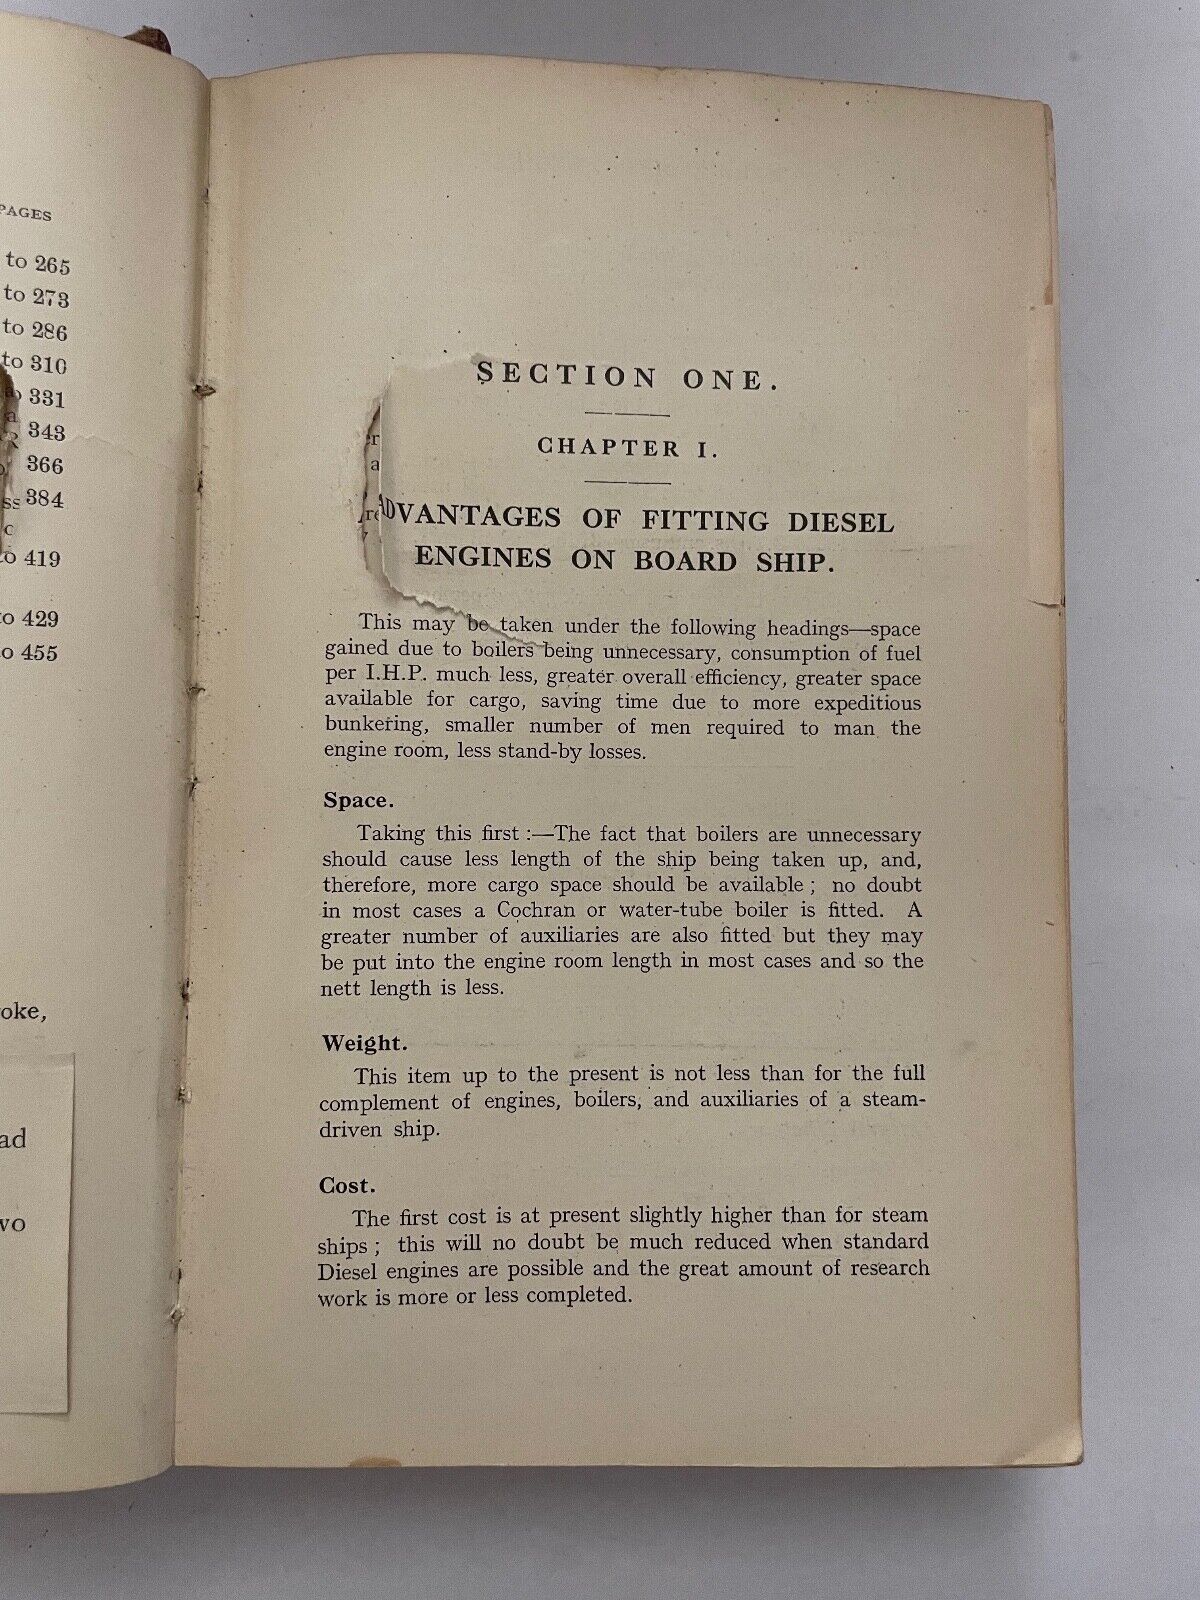 PAGES
to 265
to 273
to 286
to 310
331
343
366
384
to 419
to 429
to 455
oke,
ad
wo
SECTION ONE.
CHAPTER I.
ADVANTAGES OF FITTING DIESEL
ENGINES ON BOARD SHIP.
This may be taken under the following headings—space
gained due to boilers being unnecessary, consumption of fuel
per I.H.P. much less, greater overall efficiency, greater space
available for cargo, saving time due to more expeditious
bunkering, smaller number of men required to man the
engine room, less stand-by losses.
Space.
Taking this first :—The fact that boilers are unnecessary
should cause less length of the ship being taken up, and,
therefore, more cargo space should be available ; no doubt
in most cases a Cochran or water-tube boiler is fitted. A
greater number of auxiliaries are also fitted but they may
be put into the engine room length in most cases and so the
nett length is less.
Weight.
This item up to the present is not less than for the full
complement of engines, boilers, and auxiliaries of a steam-
driven ship.
Cost.
The first cost is at present slightly higher than for steam
ships ; this will no doubt be much reduced when standard
Diesel engines are possible and the great amount of research
work is more or less completed.